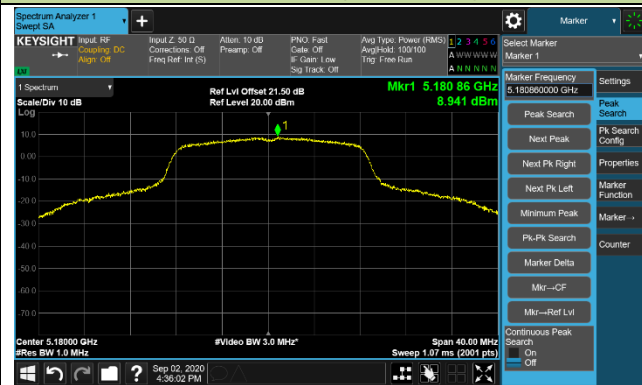 Spectrum Analyzer 1
Swept SA
+
Marker
KEYSIGHT
Input: RF
Coupling: DC
Align: Off
Input Z: 50 Ω
Corrections: Off
Freq Ref: Int (S)
Atten: 10 dB
Preamp: Off
PNO: Fast
Gate: Off
IF Gain: Low
Sig Track: Off
Avg Type: Power (RMS)
Avg|Hold: 100/100
Trig: Free Run
1 2 3 4 5 6
A W W W W W
A N N N N N
LXI
Select Marker
Marker 1
1 Spectrum
Scale/Div 10 dB
Log
Ref Lvl Offset 21.50 dB
Ref Level 20.00 dBm
Mkr1 5.180 86 GHz
8.941 dBm
1
10.0
0.00
-10.0
-20.0
-30.0
-40.0
-50.0
-60.0
-70.0
Center 5.18000 GHz
#Res BW 1.0 MHz
#Video BW 3.0 MHz*
Span 40.00 MHz
Sweep 1.07 ms (2001 pts)
Marker Frequency
5.180860000 GHz
Peak Search
Next Peak
Next Pk Right
Next Pk Left
Minimum Peak
Pk-Pk Search
Marker Delta
Mkr→CF
Mkr→Ref Lvl
Continuous Peak
Search
On
Off
Settings
Peak
Search
Pk Search
Config
Properties
Marker
Function
Marker→
Counter
?
Sep 02, 2020
4:36:02 PM